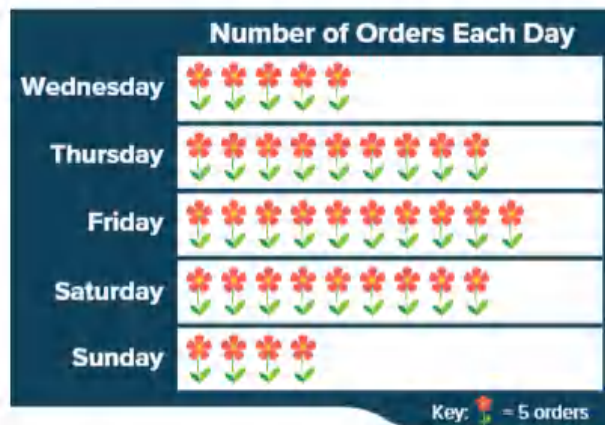 Number of Orders Each Day
Wednesday
Thursday
Friday
Saturday
Sunday
Key: = 5 orders